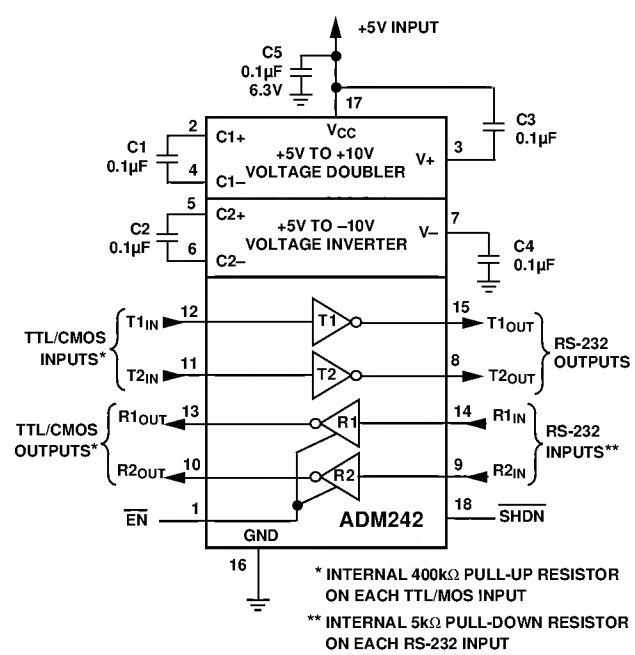 +5V INPUT
C5
0.1µF
6.3V
17
VCC
C3
0.1µF
2
C1+
C1
0.1µF
4
C1–
+5V TO +10V
VOLTAGE DOUBLER
V+
3
5
C2+
C2
0.1µF
6
C2–
+5V TO –10V
VOLTAGE INVERTER
V–
7
C4
0.1µF
TTL/CMOS
INPUTS*
T1IN
12
T1
15
T1OUT
T2IN
11
T2
8
T2OUT
RS-232
OUTPUTS
TTL/CMOS
OUTPUTS*
R1OUT
13
R1
14
R1IN
R2OUT
10
R2
9
R2IN
RS-232
INPUTS**
EN
1
GND
ADM242
18
SHDN
16
* INTERNAL 400kΩ PULL-UP RESISTOR
ON EACH TTL/MOS INPUT
** INTERNAL 5kΩ PULL-DOWN RESISTOR
ON EACH RS-232 INPUT